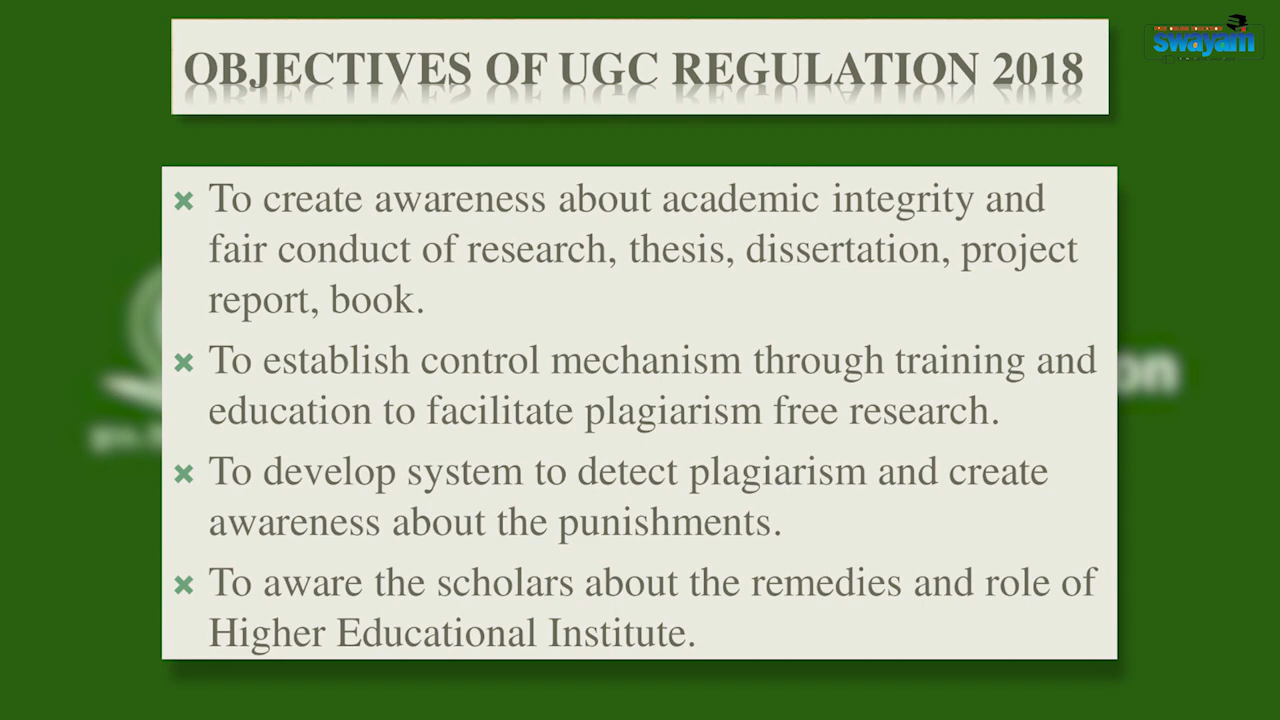 OBJECTIVES OF UGC REGULATION 2018
swayam
To create awareness about academic integrity and
fair conduct of research, thesis, dissertation, project
report, book.
To establish control mechanism through training and
education to facilitate plagiarism free research.
To develop system to detect plagiarism and create
awareness about the punishments.
To aware the scholars about the remedies and role of
Higher Educational Institute.